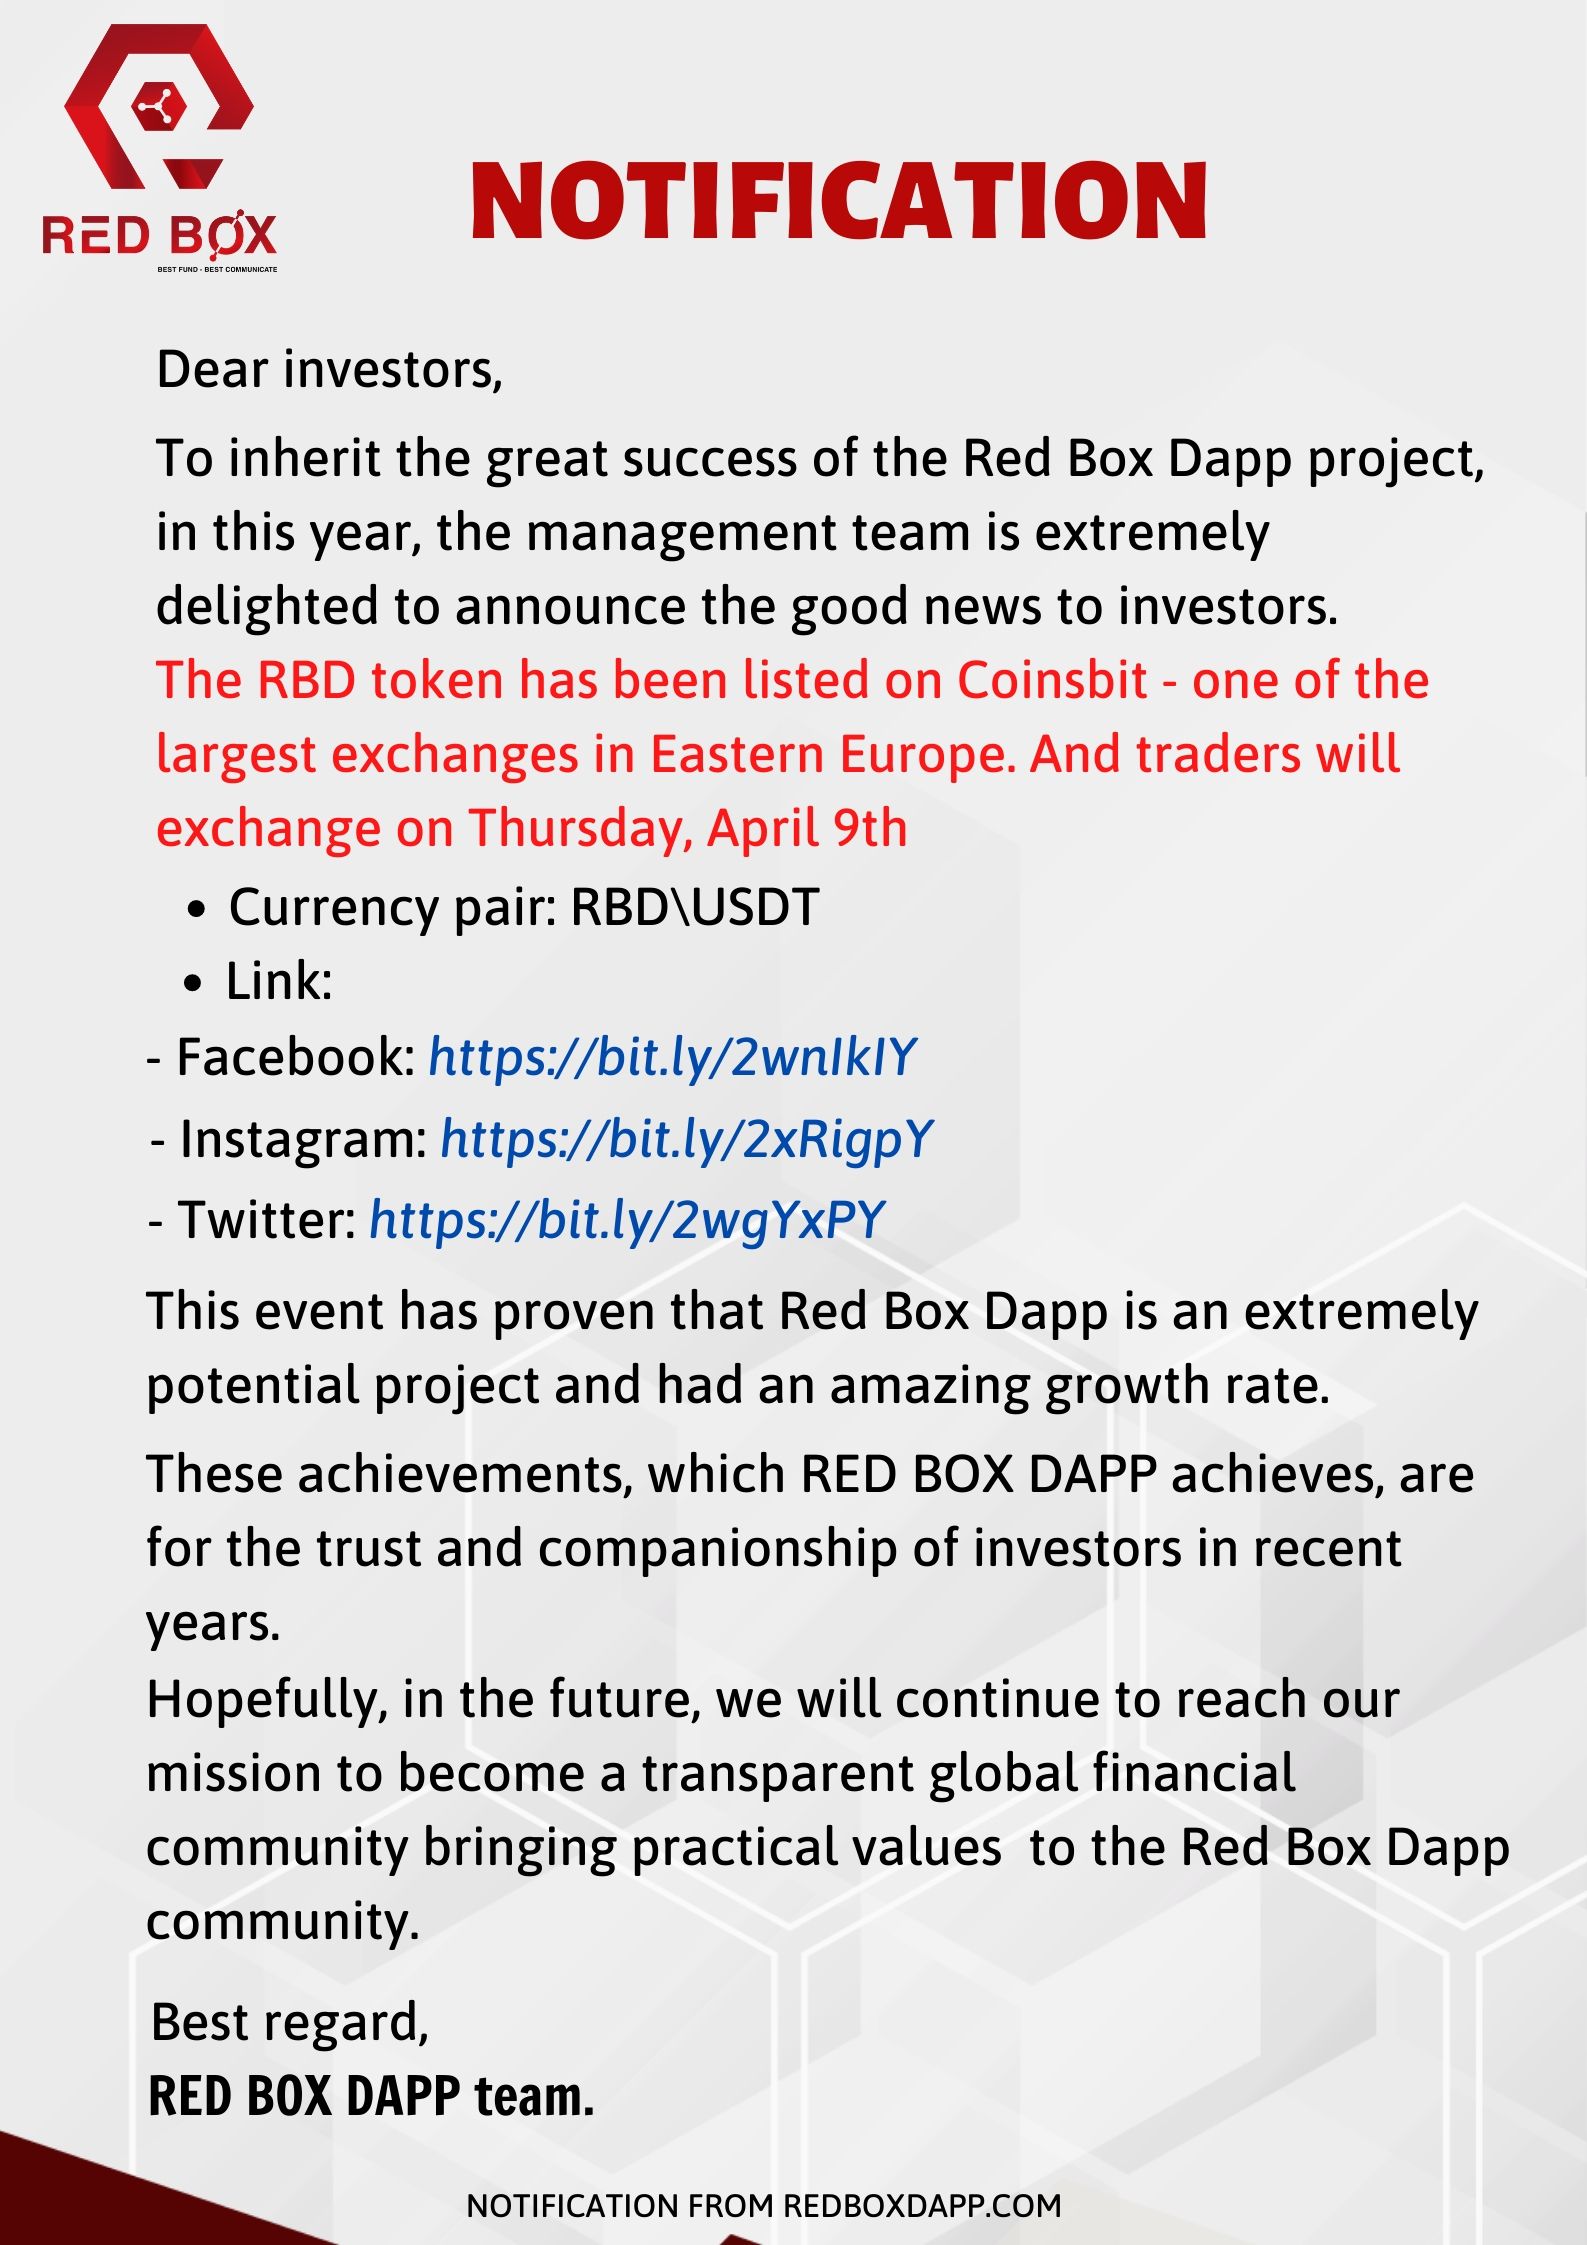 RED BOX
BEST FUND - BEST COMMUNICATE
NOTIFICATION
Dear investors,
To inherit the great success of the Red Box Dapp project,
in this year, the management team is extremely
delighted to announce the good news to investors.
The RBD token has been listed on Coinsbit - one of the
largest exchanges in Eastern Europe. And traders will
exchange on Thursday, April 9th
• Currency pair: RBD\USDT
• Link:
- Facebook: https://bit.ly/2wnIkIY
- Instagram: https://bit.ly/2xRigpY
- Twitter: https://bit.ly/2wgYxPY
This event has proven that Red Box Dapp is an extremely
potential project and had an amazing growth rate.
These achievements, which RED BOX DAPP achieves, are
for the trust and companionship of investors in recent
years.
Hopefully, in the future, we will continue to reach our
mission to become a transparent global financial
community bringing practical values  to the Red Box Dapp
community.
Best regard,
RED BOX DAPP team.
NOTIFICATION FROM REDBOXDAPP.COM